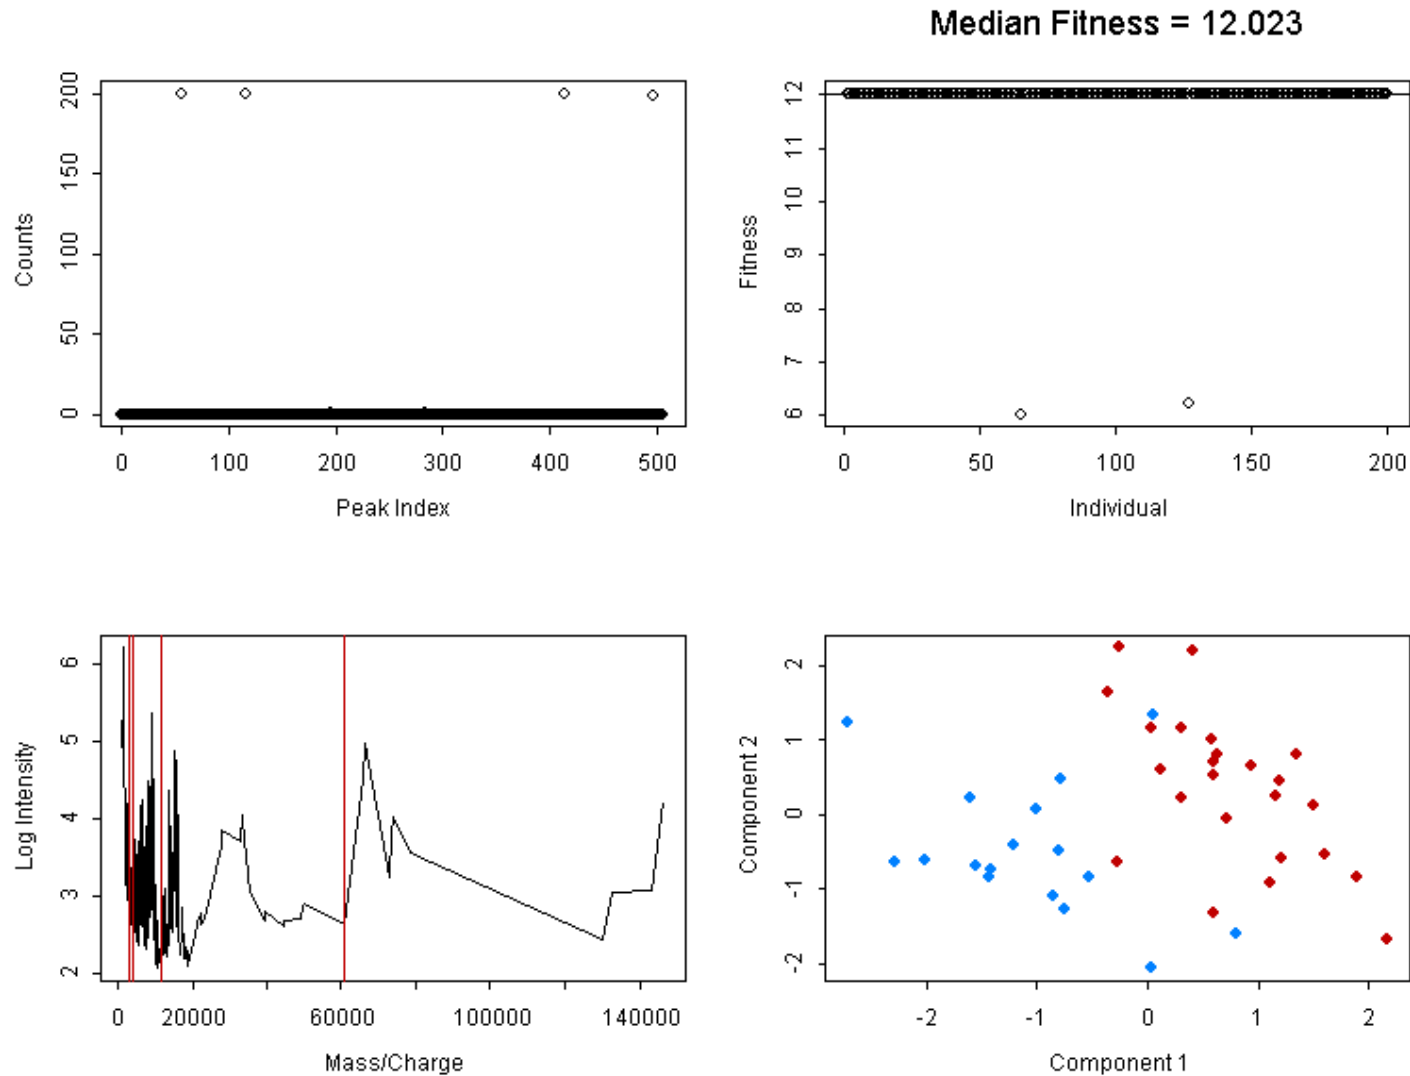 Median Fitness = 12.023
Counts
0 50 100 150 200
0 100 200 300 400 500
Peak Index
Fitness
6 7 8 9 10 11 12
0 50 100 150 200
Individual
Log Intensity
2 3 4 5 6
0 20000 60000 100000 140000
Mass/Charge
Component 2
-2 -1 0 1 2
-2 -1 0 1 2
Component 1